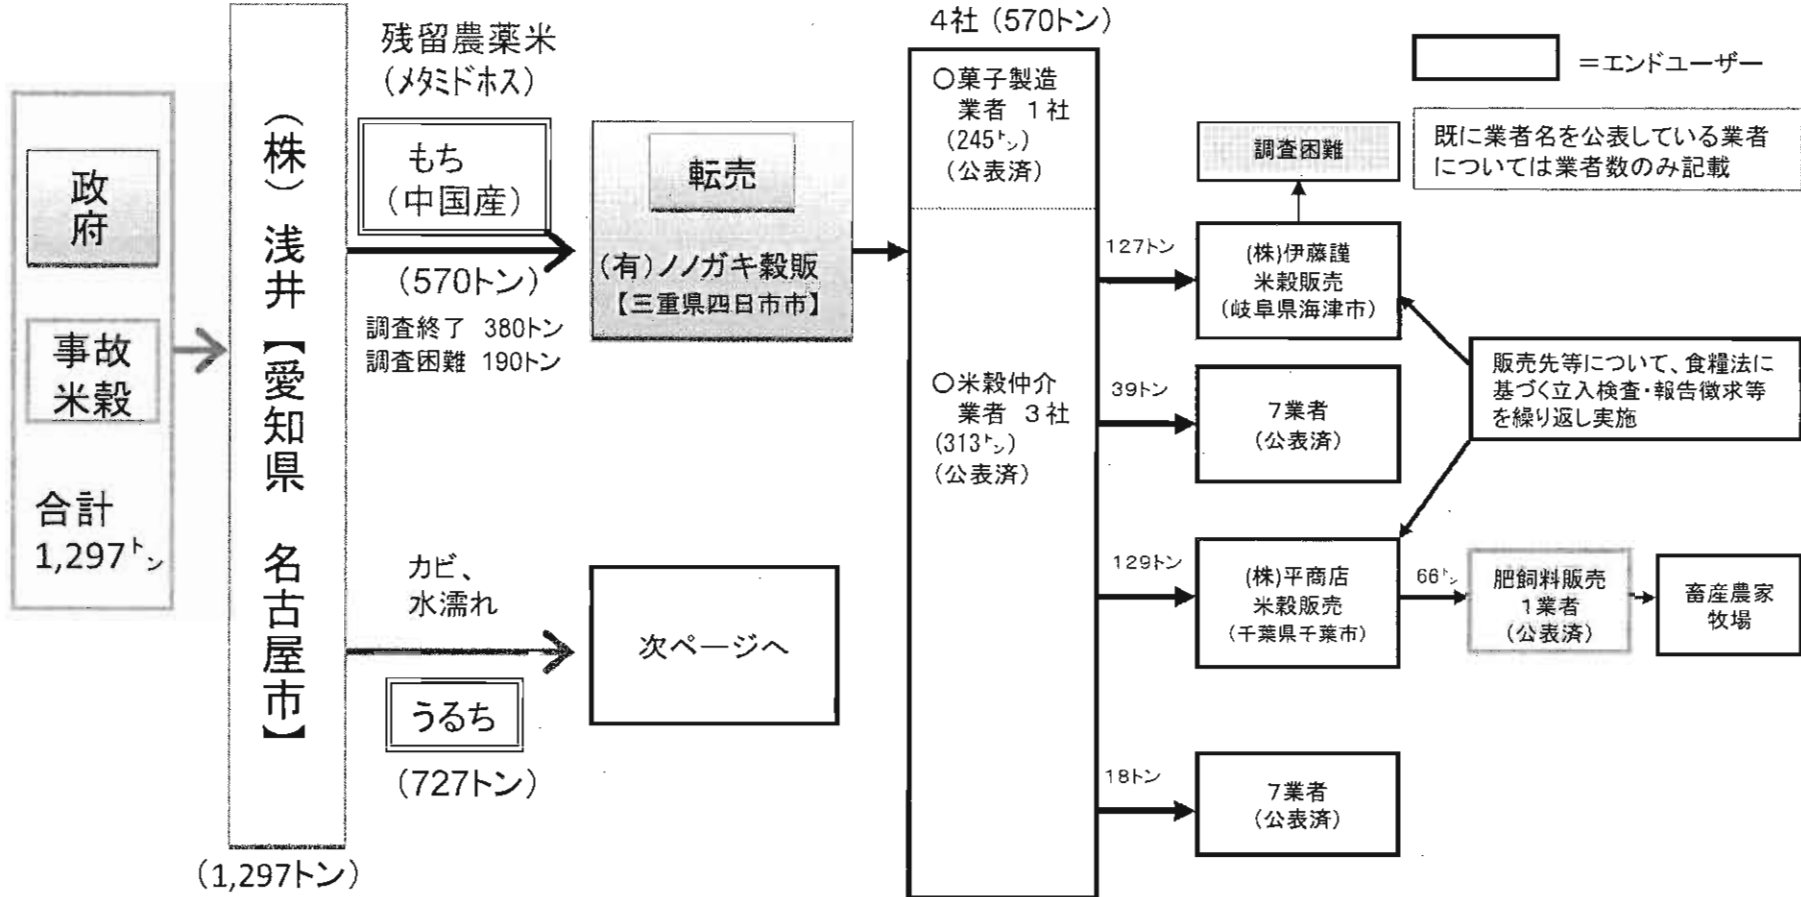 政
府
事故
米穀
合計
1,297トン
(株) 浅井【愛知県 名古屋市】
(1,297トン)
残留農薬米
(メタミドホス)
もち
(中国産)
(570トン)
調査終了 380トン
調査困難 190トン
カビ、
水濡れ
うるち
(727トン)
転売
(有)ノノガキ穀販
【三重県四日市市】
次ページへ
4社 (570トン)
○菓子製造
業者 1社
(245トン)
(公表済)
○米穀仲介
業者 3社
(313トン)
(公表済)
127トン
39トン
129トン
18トン
調査困難
(株)伊藤謹
米穀販売
(岐阜県海津市)
7業者
(公表済)
(株)平商店
米穀販売
(千葉県千葉市)
7業者
(公表済)
66トン
肥飼料販売
1業者
(公表済)
畜産農家
牧場
=エンドユーザー
既に業者名を公表している業者
については業者数のみ記載
販売先等について、食糧法に
基づく立入検査・報告徴求等
を繰り返し実施